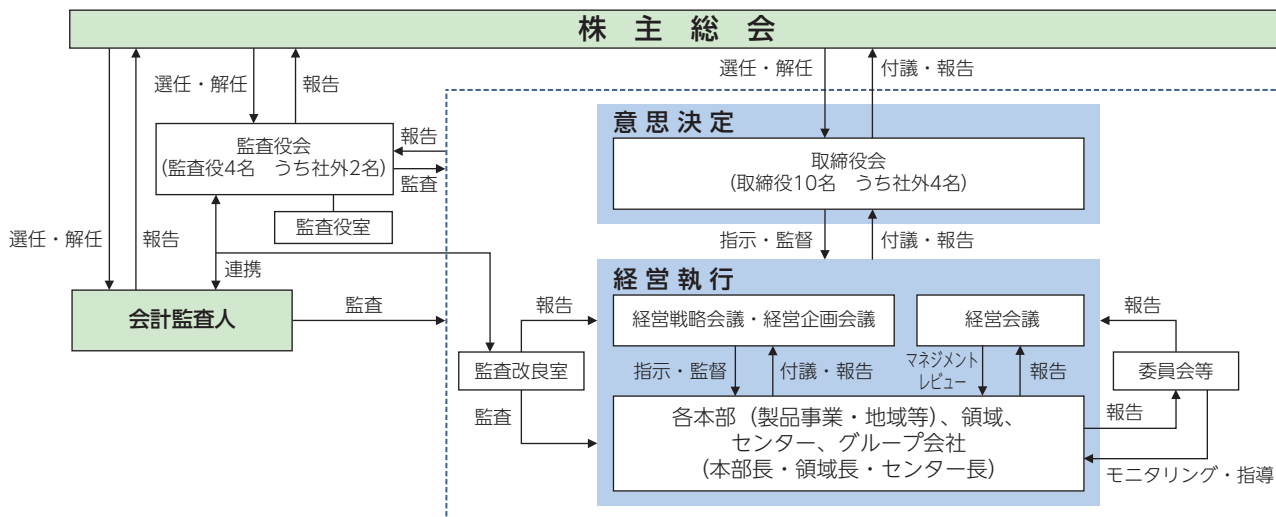 株主総会
選任・解任
報告
選任・解任
付議・報告
意思決定
監査役会
(監査役4名　うち社外2名)
報告
監査
取締役会
(取締役10名　うち社外4名)
監査役室
選任・解任
報告
連携
指示・監督
付議・報告
経営執行
会計監査人
監査
報告
経営戦略会議・経営企画会議
経営会議
報告
監査改良室
指示・監督
付議・報告
マネジメント
レビュー
報告
委員会等
監査
各本部（製品事業・地域等）、領域、
センター、グループ会社
(本部長・領域長・センター長)
報告
モニタリング・指導